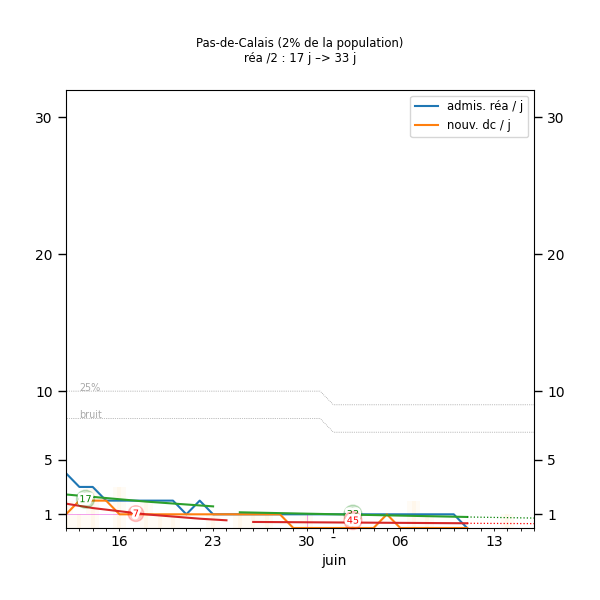 Pas-de-Calais (2% de la population)
réa /2 : 17 j –> 33 j
admis. réa / j
nouv. dc / j
30 30
20 20
10 10
25%
bruit
5 5
17
7
45
1 1
16 23 30 - 06 13
juin